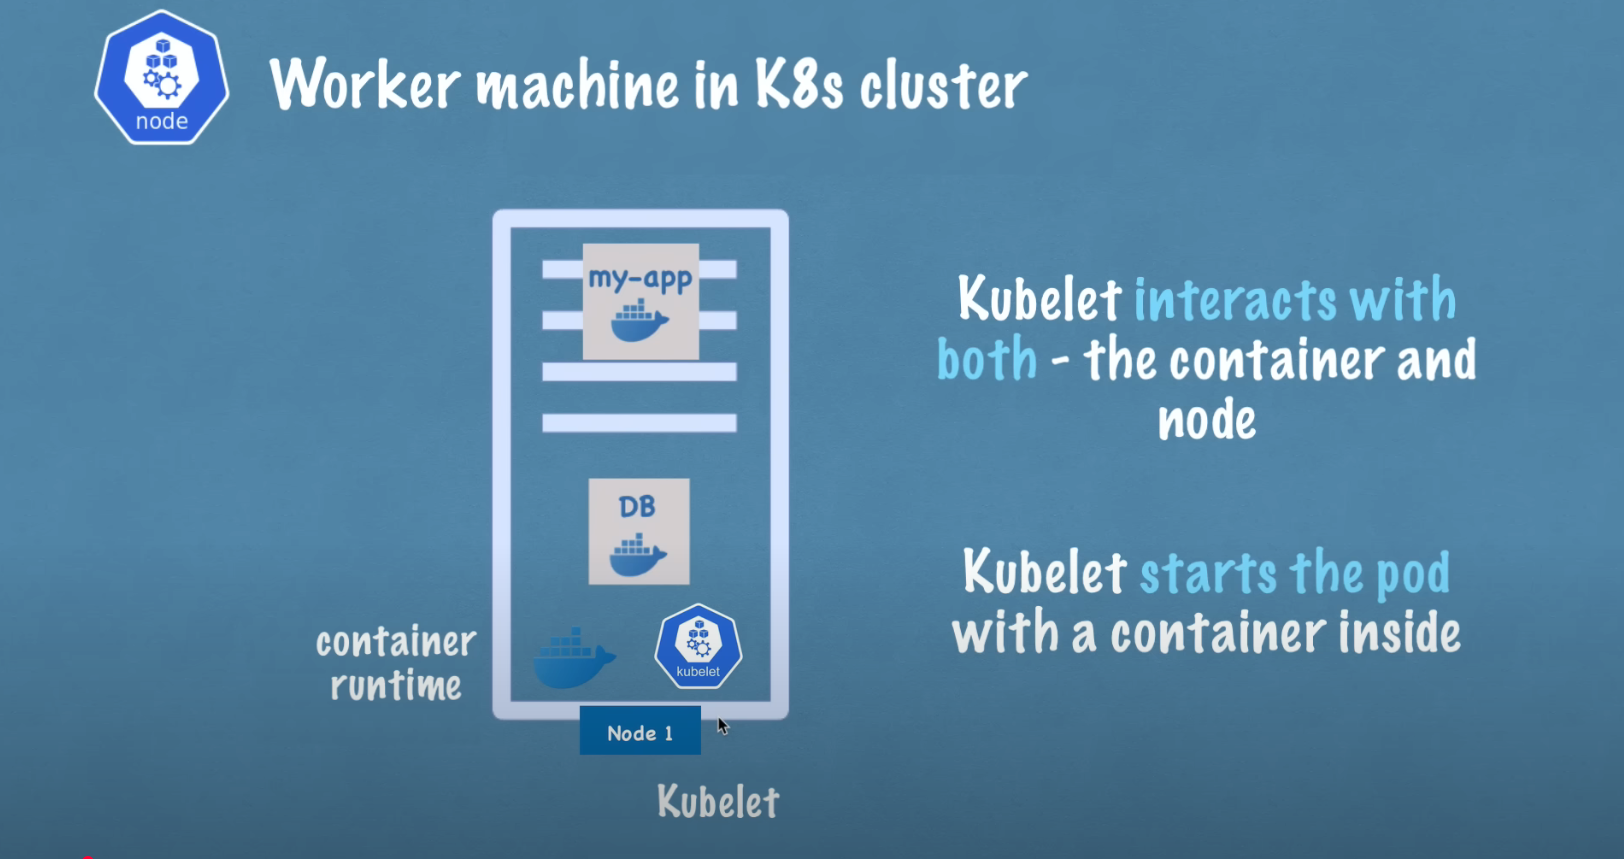 node
Worker machine in K8s cluster
my-app
DB
container
runtime
kubelet
Node 1
Kubelet
Kubelet interacts with
both - the container and
node
Kubelet starts the pod
with a container inside